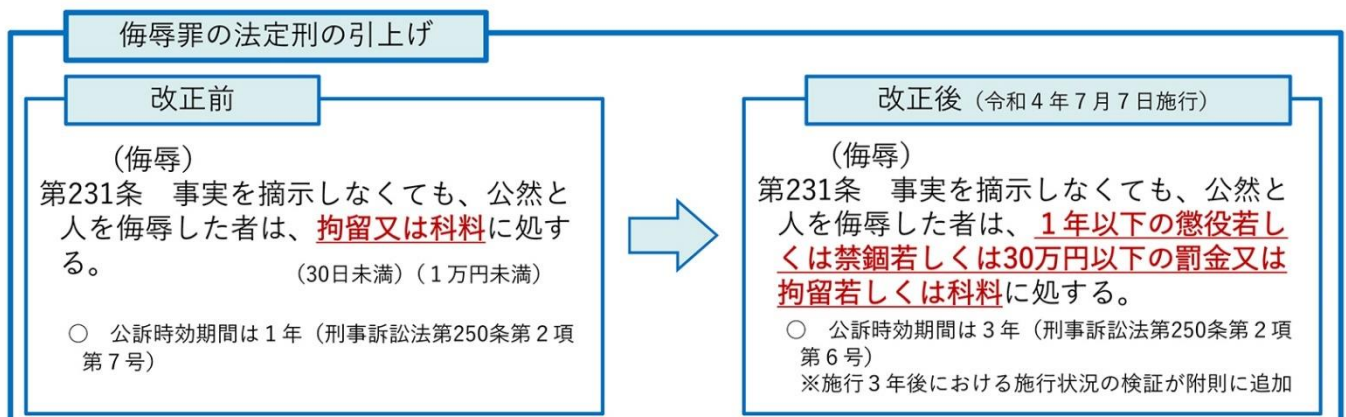 侮辱罪の法定刑の引上げ
改正前
（侮辱）
第231条　事実を摘示しなくても、公然と
人を侮辱した者は、拘留又は科料に処す
る。
（30日未満）（１万円未満）
○　公訴時効期間は１年（刑事訴訟法第250条第２項
第７号）
改正後（令和４年７月７日施行）
（侮辱）
第231条　事実を摘示しなくても、公然と
人を侮辱した者は、１年以下の懲役若し
くは禁錮若しくは30万円以下の罰金又は
拘留若しくは科料に処する。
○　公訴時効期間は３年（刑事訴訟法第250条第２項
第６号）
※施行３年後における施行状況の検証が附則に追加